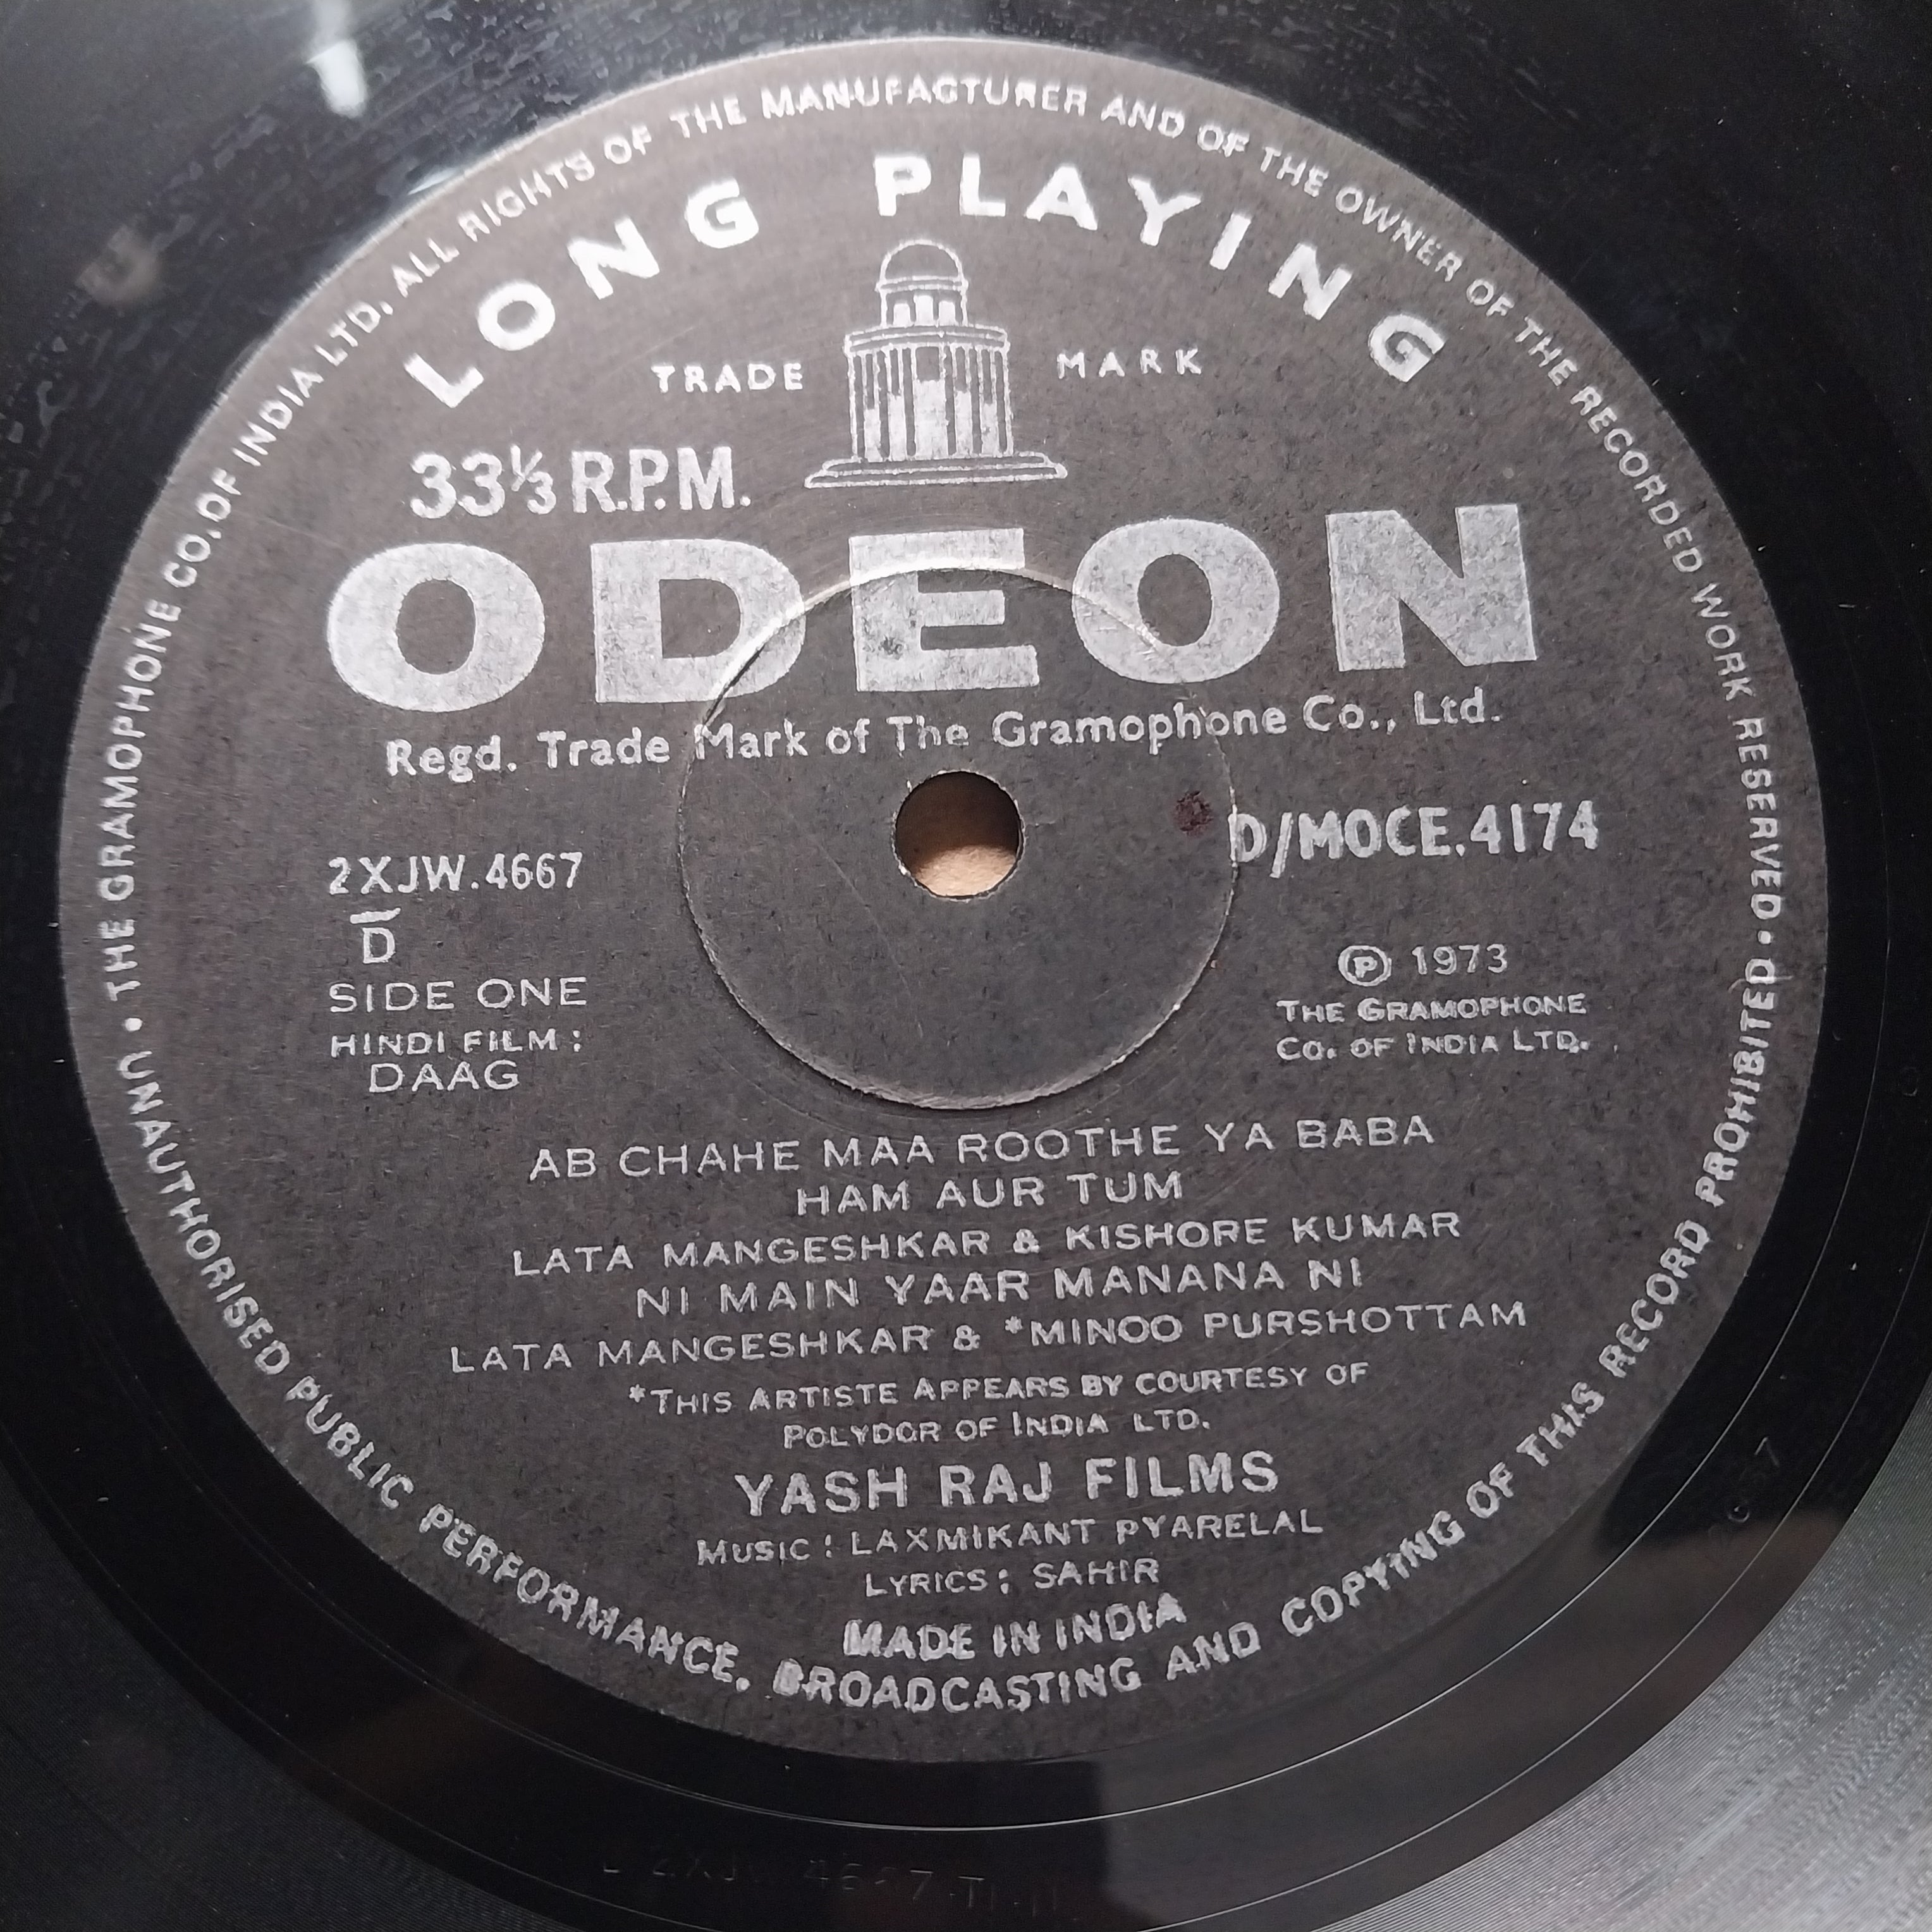 • THE GRAMOPHONE CO. OF INDIA LTD. ALL RIGHTS OF THE MANUFACTURER AND OF THE OWNER OF THE RECORDED WORK RESERVED •
LONG PLAYING
TRADE MARK
33⅓ R.P.M.
ODEON
Regd. Trade Mark of The Gramophone Co., Ltd.
2XJW.4667
D/MOCE.4174
D
Ⓟ 1973
SIDE ONE
THE GRAMOPHONE
HINDI FILM :
CO. OF INDIA LTD.
DAAG
AB CHAHE MAA ROOTHE YA BABA
HAM AUR TUM
LATA MANGESHKAR & KISHORE KUMAR
NI MAIN YAAR MANANA NI
LATA MANGESHKAR & *MINOO PURSHOTTAM
*THIS ARTISTE APPEARS BY COURTESY OF
POLYDOR OF INDIA LTD.
YASH RAJ FILMS
MUSIC : LAXMIKANT PYARELAL
LYRICS : SAHIR
MADE IN INDIA
UNAUTHORISED PUBLIC PERFORMANCE, BROADCASTING AND COPYING OF THIS RECORD PROHIBITED